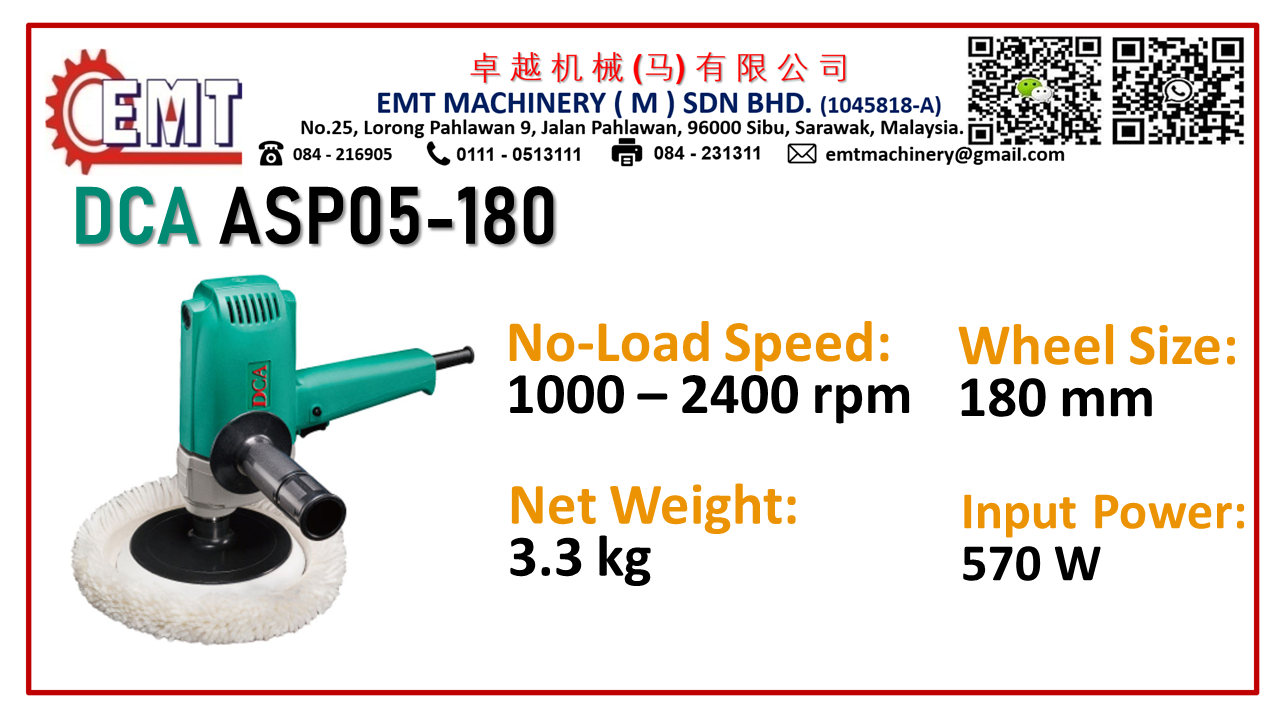 EMT
卓越机械(马)有限公司
EMT MACHINERY ( M ) SDN BHD. (1045818-A)
No.25, Lorong Pahlawan 9, Jalan Pahlawan, 96000 Sibu, Sarawak, Malaysia.
084 - 216905 0111 - 0513111 084 - 231311 emtmachinery@gmail.com
DCA ASP05-180
DCA
No-Load Speed:
1000 – 2400 rpm
Wheel Size:
180 mm
Net Weight:
3.3 kg
Input Power:
570 W